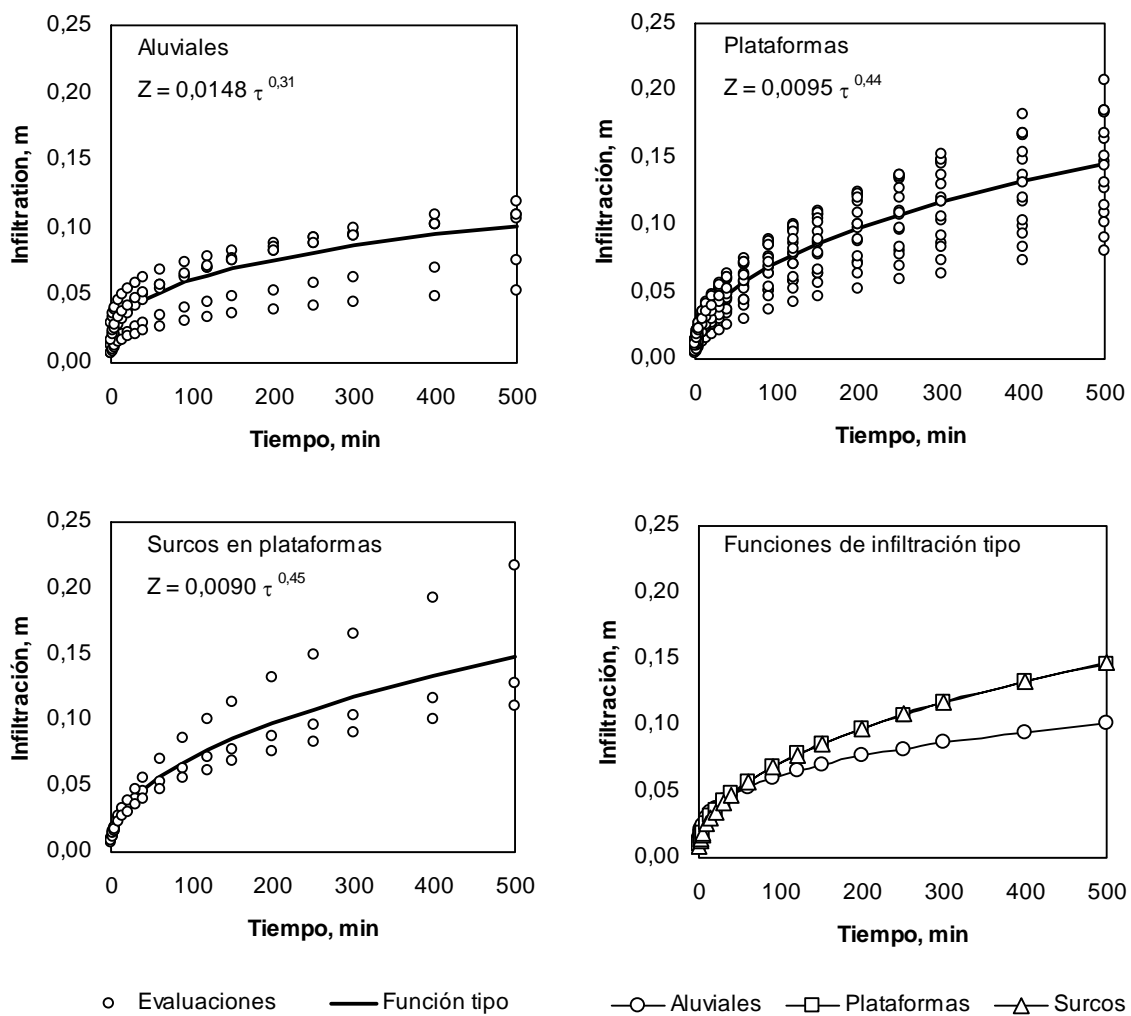 Aluviales
Z = 0,0148 τ 0,31
0,25
0,20
0,15
0,10
0,05
0,00
Infiltration, m
0 100 200 300 400 500
Tiempo, min
Plataformas
Z = 0,0095 τ 0,44
0,25
0,20
0,15
0,10
0,05
0,00
Infiltración, m
0 100 200 300 400 500
Tiempo, min
Surcos en plataformas
Z = 0,0090 τ 0,45
0,25
0,20
0,15
0,10
0,05
0,00
Infiltración, m
0 100 200 300 400 500
Tiempo, min
Funciones de infiltración tipo
0,25
0,20
0,15
0,10
0,05
0,00
Infiltración, m
0 100 200 300 400 500
Tiempo, min
Evaluaciones Función tipo
Aluviales Plataformas Surcos